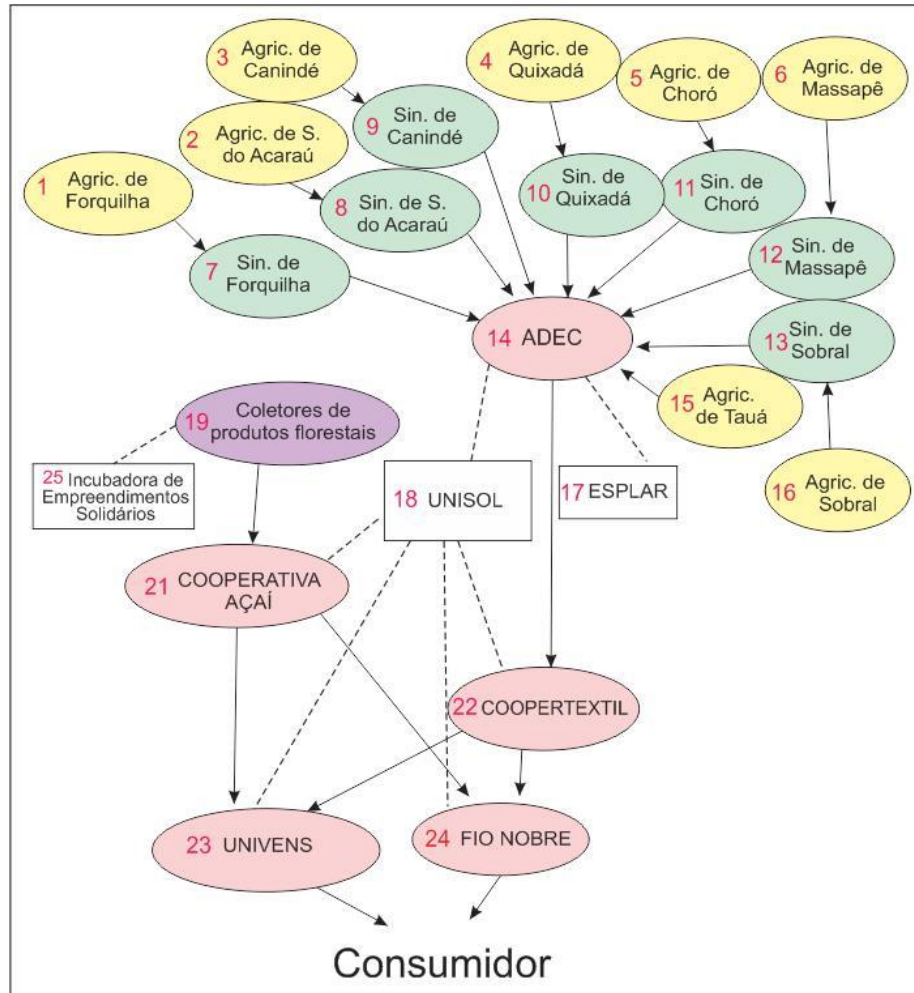 3 Agric. de
Canindé
4 Agric. de
Quixadá
5 Agric. de
Choró
6 Agric. de
Massapê
2 Agric. de S.
do Acaraú
9 Sin. de
Canindé
1 Agric. de
Forquilha
8 Sin. de S.
do Acaraú
10 Sin. de
Quixadá
11 Sin. de
Choró
7 Sin. de
Forquilha
12 Sin. de
Massapê
14 ADEC
13 Sin. de
Sobral
15 Agric.
de Tauá
16 Agric. de
Sobral
19 Coletores de
produtos florestais
25 Incubadora de
Empreendimentos
Solidários
18 UNISOL
17 ESPLAR
21 COOPERATIVA
AÇAÍ
22 COOPERTEXTIL
23 UNIVENS
24 FIO NOBRE
Consumidor